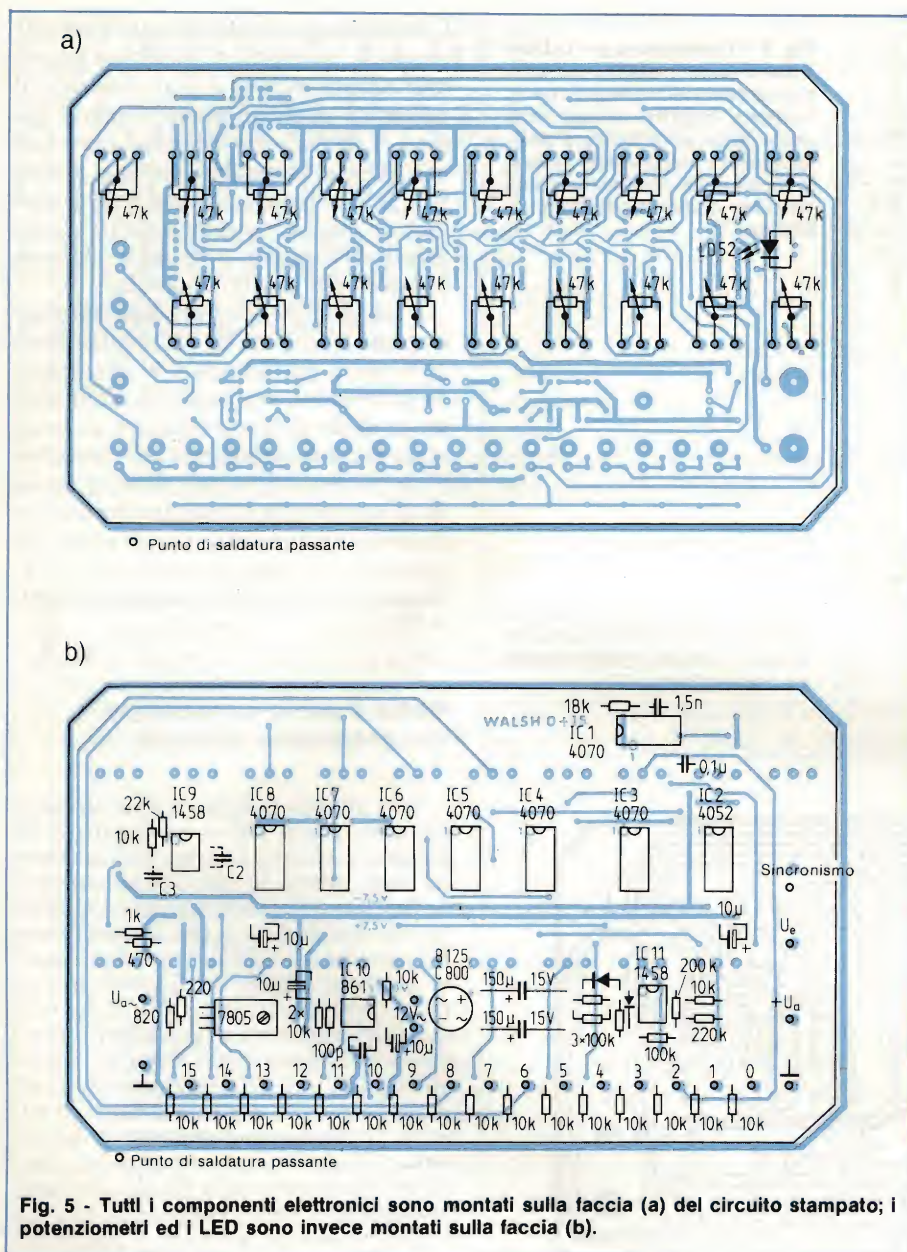 a)
47k 47k 47k 47k 47k 47k 47k 47k 47k 47k
LD52
47k 47k 47k 47k 47k 47k 47k 47k 47k
Punto di saldatura passante
b)
18k 1,5n
WALSH 0÷15
IC1
4070
0,1µ
IC9 IC8 IC7 IC6 IC5 IC4 IC3 IC2
1458 4070 4070 4070 4070 4070 4070 4052
22k
10k
C2
C3
Sincronismo
-7,5V
+7,5V
1k
470
10µ
10µ
Ue
10µ
IC10
861
10k
B125
C800
150µ 15V
IC11
1458
200k
10k
Ua~
220
820
7805
2×
10k
12V~
10µ
150µ 15V
3×100k
220k
+Ua
100p
100k
15 14 13 12 11 10 9 8 7 6 5 4 3 2 1 0
10k 10k 10k 10k 10k 10k 10k 10k 10k 10k 10k 10k 10k 10k 10k 10k
Punto di saldatura passante
Fig. 5 - Tutti i componenti elettronici sono montati sulla faccia (a) del circuito stampato; i
potenziometri ed i LED sono invece montati sulla faccia (b).